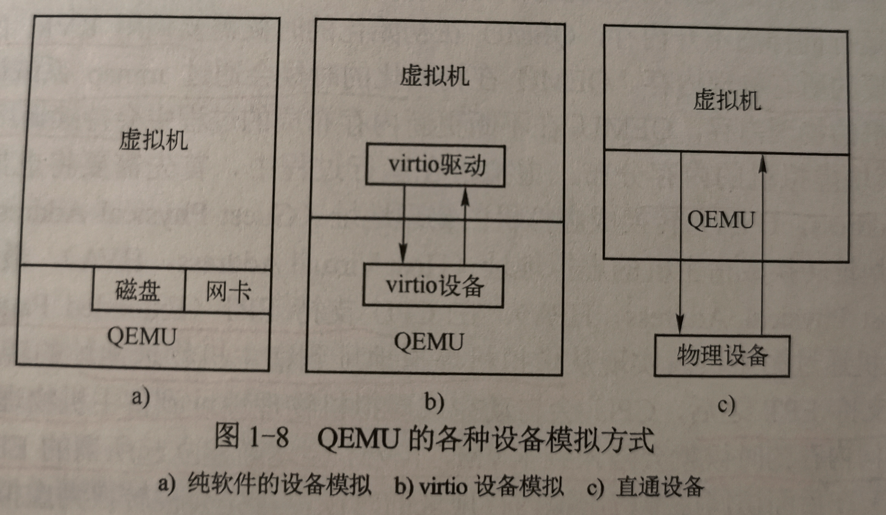 虚拟机
磁盘 网卡
QEMU
a)
虚拟机
virtio驱动
virtio设备
QEMU
b)
虚拟机
QEMU
物理设备
c)
图 1-8 QEMU 的各种设备模拟方式
a) 纯软件的设备模拟 b) virtio 设备模拟 c) 直通设备